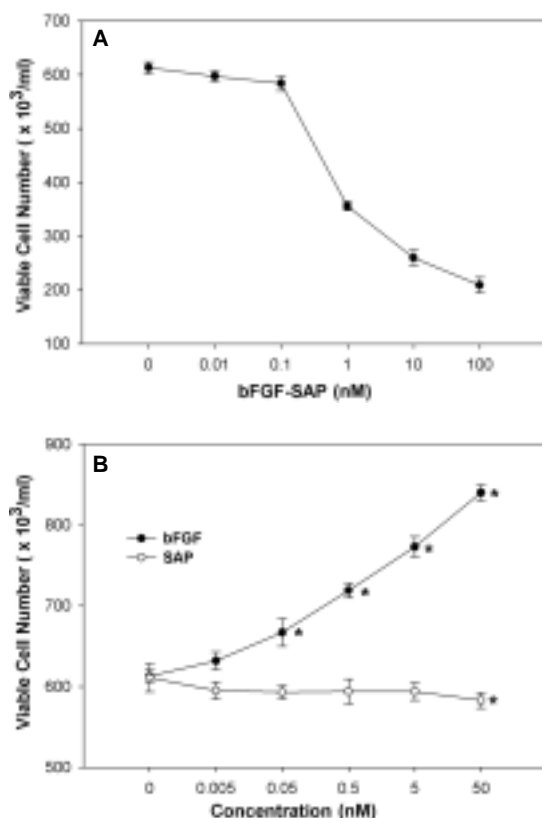 A
700
600
500
400
300
200
100
Viable Cell Number ( x 10³/ml)
0 0.01 0.1 1 10 100
bFGF-SAP (nM)
B
900
800
700
600
500
Viable Cell Number ( x 10³/ml)
bFGF
SAP
*
*
*
*
*
0 0.005 0.05 0.5 5 50
Concentration (nM)